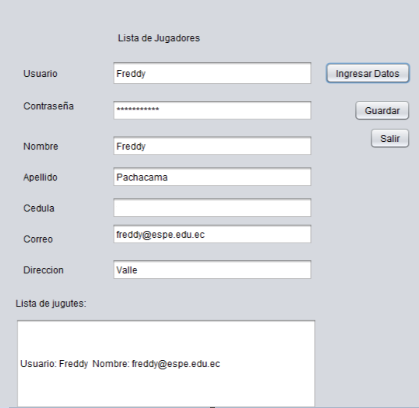 Lista de Jugadores
Usuario Freddy Ingresar Datos
Contraseña *********** Guardar
Salir
Nombre Freddy
Apellido Pachacama
Cedula
Correo freddy@espe.edu.ec
Direccion Valle
Lista de jugutes:
Usuario: Freddy Nombre: freddy@espe.edu.ec